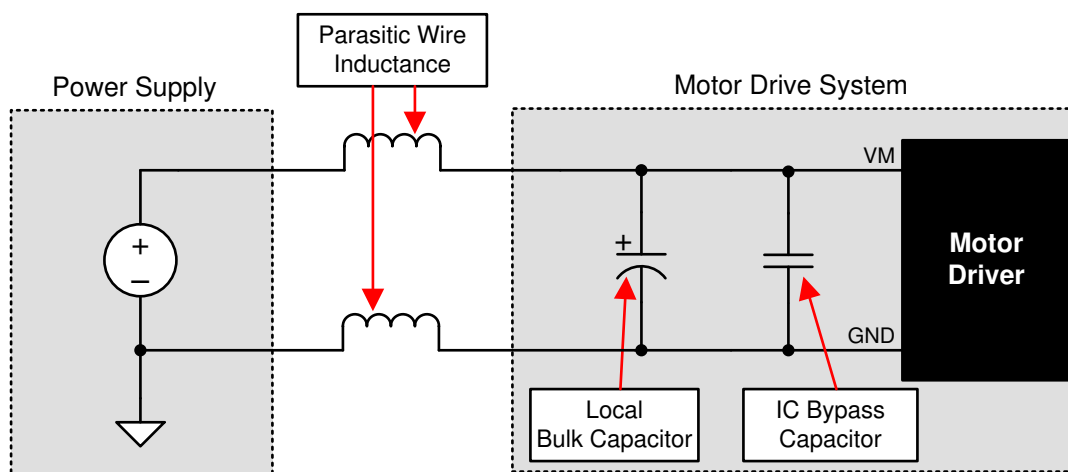 Parasitic Wire
Inductance
Power Supply
Motor Drive System
VM
+
−
+
Motor
Driver
GND
Local
Bulk Capacitor
IC Bypass
Capacitor